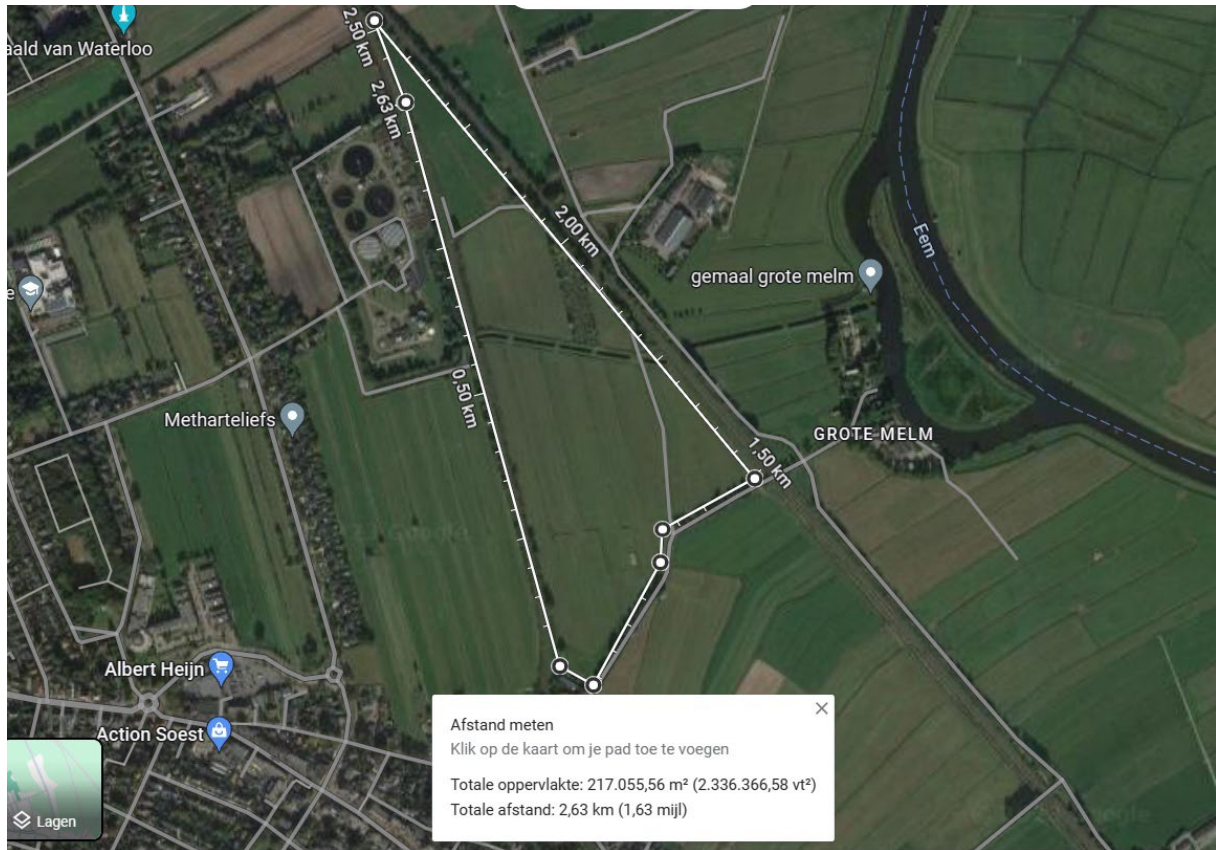 2,50 km
aald van Waterloo
2,63 km
2,00 km
Eem
gemaal grote melm
e
0,50 km
Metharteliefs
GROTE MELM
1,50 km
Google
Albert Heijn
Action Soest
Afstand meten
Klik op de kaart om je pad toe te voegen
Totale oppervlakte: 217.055,56 m² (2.336.366,58 vt²)
Totale afstand: 2,63 km (1,63 mijl)
Lagen
Google